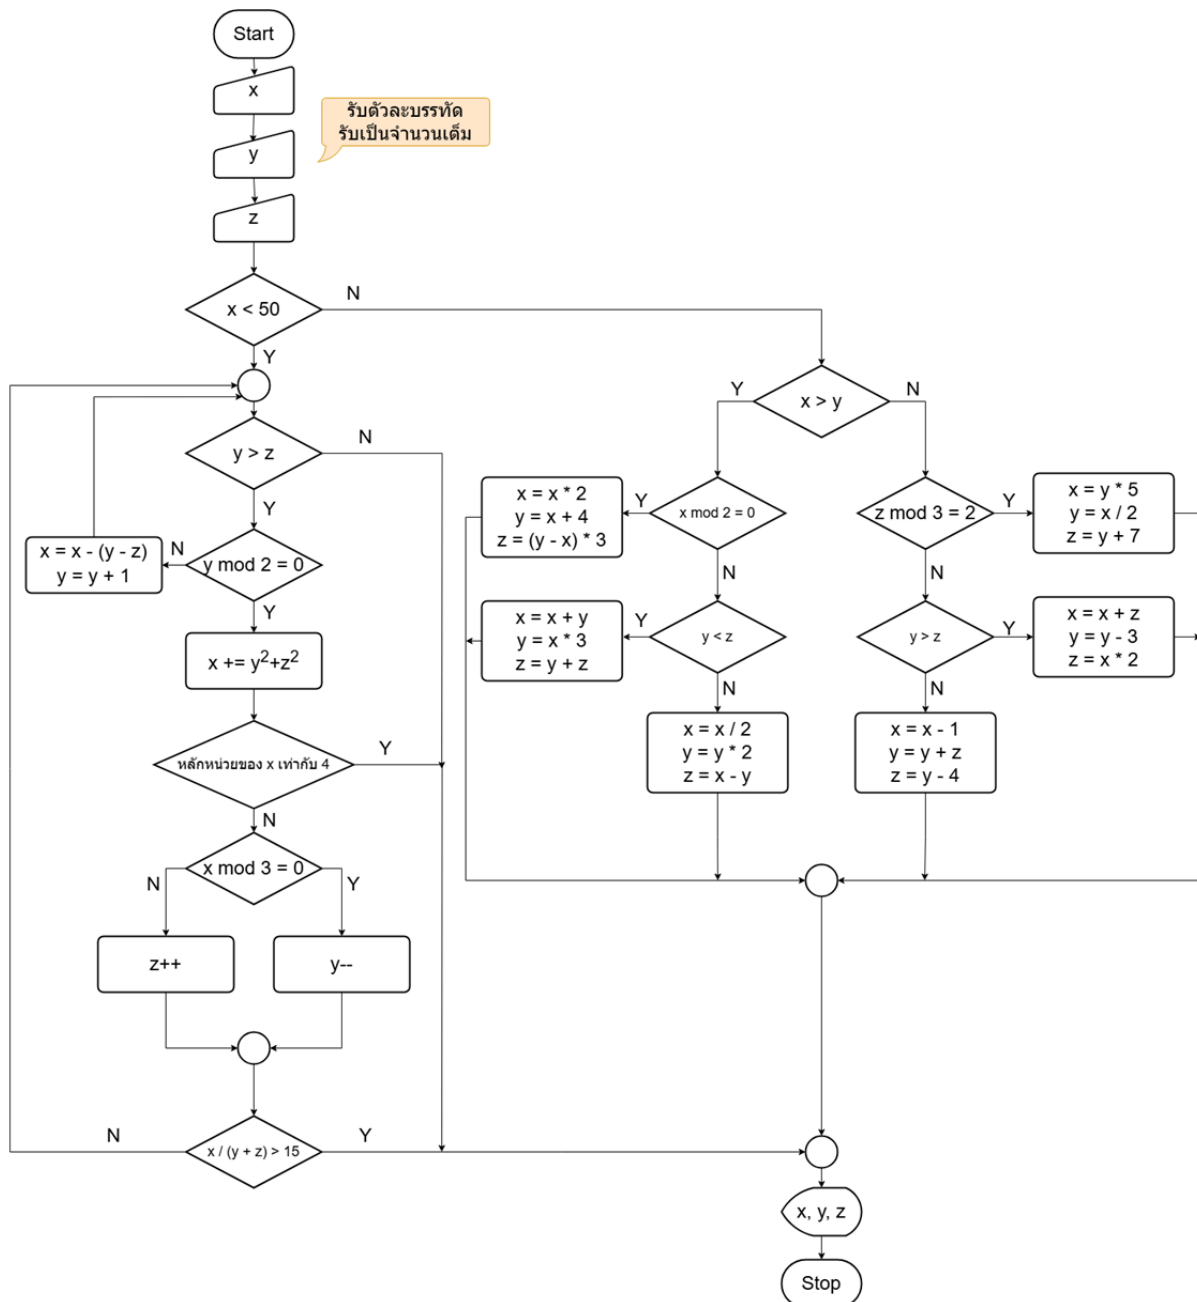 Start
x
รับตัวละบรรทัด
รับเป็นจำนวนเต็ม
y
z
x < 50
N
Y
x > y
Y
N
y > z
N
Y
x = x * 2
y = x + 4
z = (y - x) * 3
Y
x mod 2 = 0
N
z mod 3 = 2
Y
N
x = y * 5
y = x / 2
z = y + 7
x = x - (y - z)
y = y + 1
N
y mod 2 = 0
Y
x = x + y
y = x * 3
z = y + z
Y
y < z
N
y > z
Y
N
x = x + z
y = y - 3
z = x * 2
x += y²+z²
x = x / 2
y = y * 2
z = x - y
x = x - 1
y = y + z
z = y - 4
หลักหน่วยของ x เท่ากับ 4
Y
N
x mod 3 = 0
N
Y
z++
y--
x / (y + z) > 15
N
Y
x, y, z
Stop